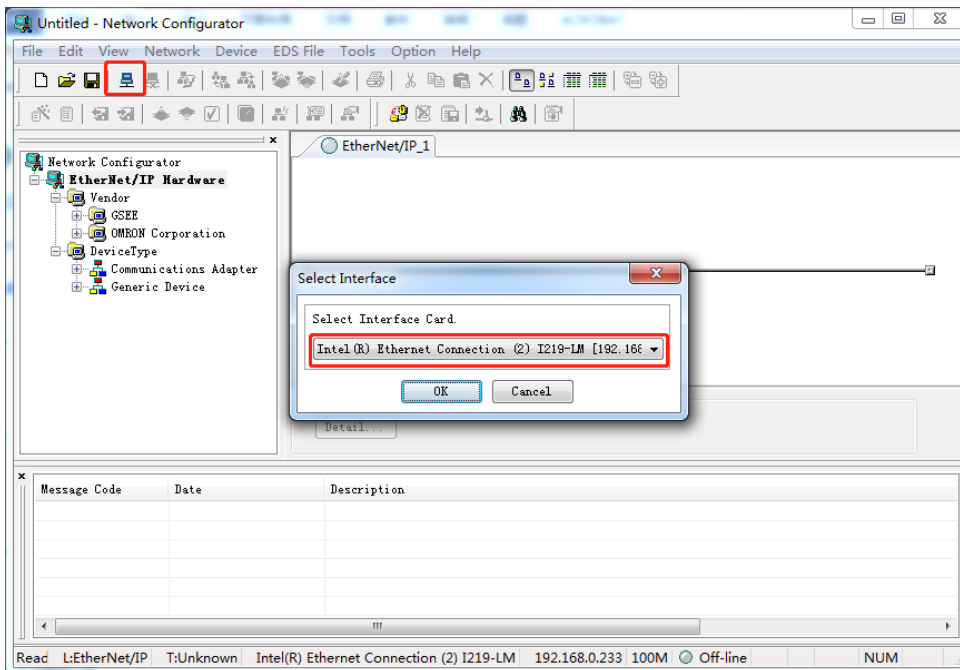 Untitled - Network Configurator
File Edit View Network Device EDS File Tools Option Help
EtherNet/IP_1
Network Configurator
EtherNet/IP Hardware
Vendor
GSEE
OMRON Corporation
DeviceType
Communications Adapter
Generic Device
Select Interface
Select Interface Card.
Intel(R) Ethernet Connection (2) I219-LM [192.168
OK Cancel
Detail...
Message Code Date Description
Read L:EtherNet/IP T:Unknown Intel(R) Ethernet Connection (2) I219-LM 192.168.0.233 100M Off-line NUM